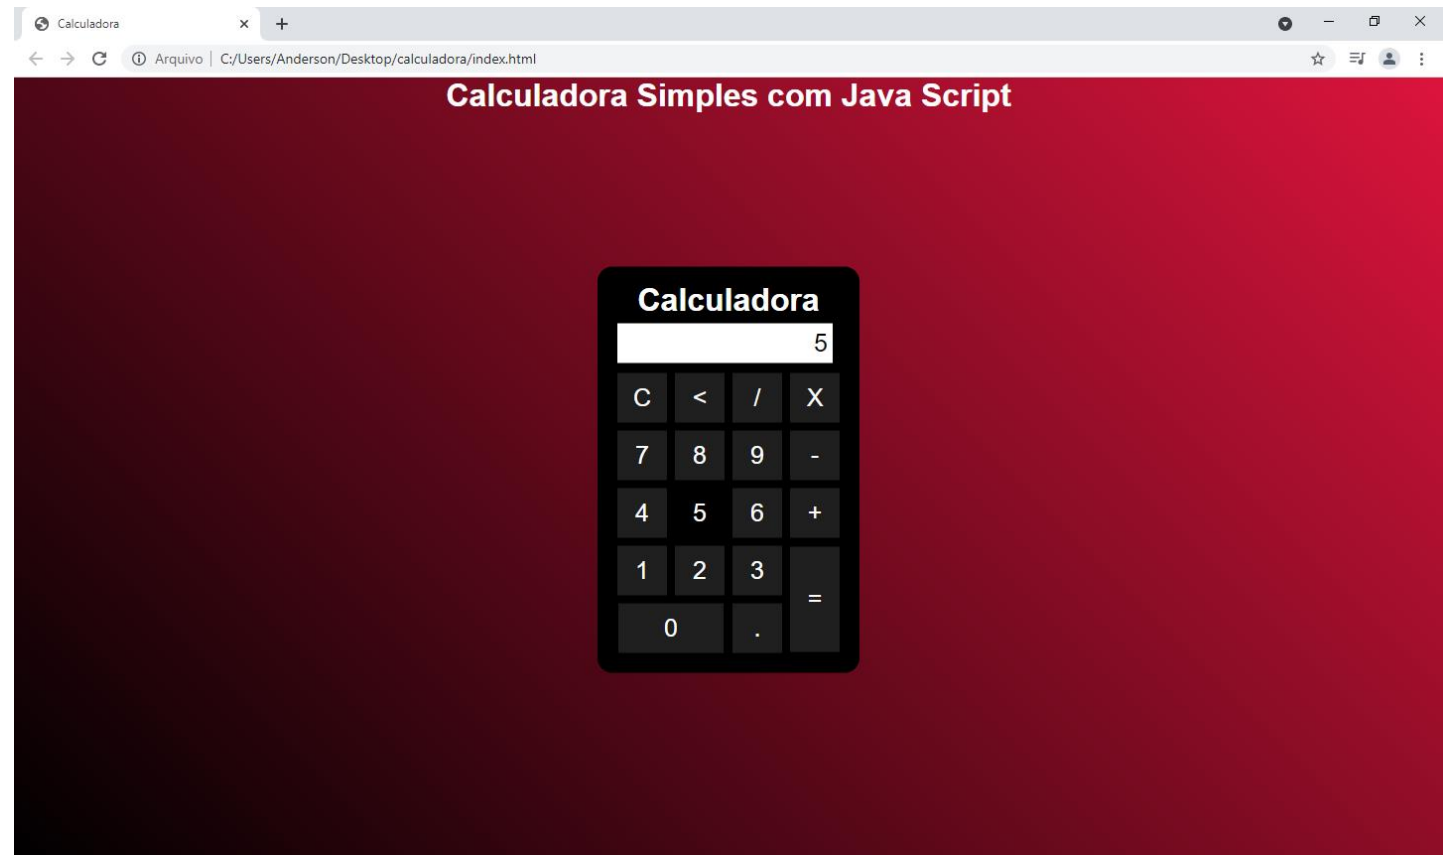 Calculadora
Arquivo | C:/Users/Anderson/Desktop/calculadora/index.html
Calculadora Simples com Java Script
Calculadora
5
C < / X
7 8 9 -
4 5 6 +
1 2 3
=
0 .